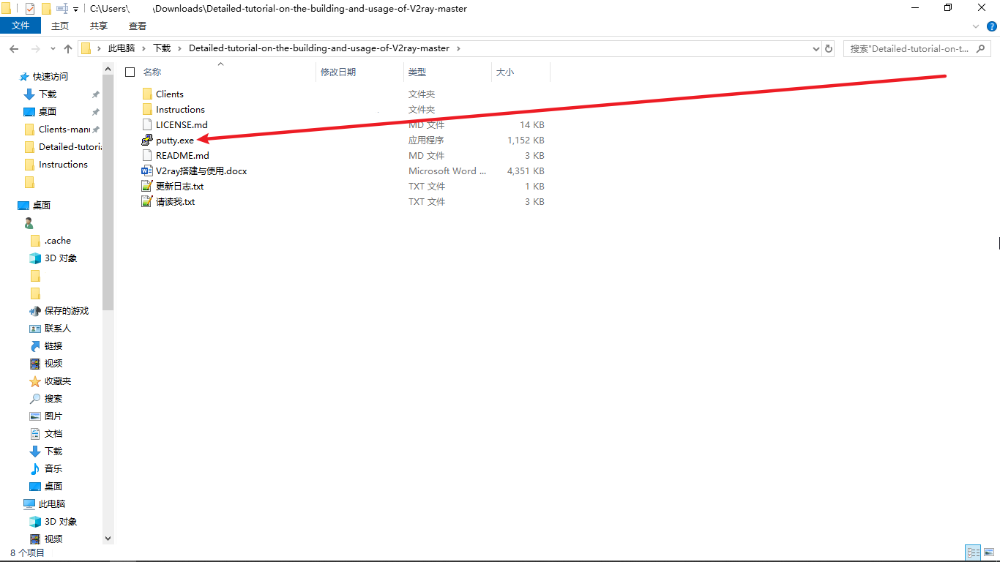 C:\Users\ \Downloads\Detailed-tutorial-on-the-building-and-usage-of-V2ray-master
文件 主页 共享 查看
此电脑 下载 Detailed-tutorial-on-the-building-and-usage-of-V2ray-master 搜索"Detailed-tutorial-on-t...
名称 修改日期 类型 大小
快速访问
下载
桌面
Clients-manu
Detailed-tutoria
Instructions
桌面
.cache
3D 对象
保存的游戏
联系人
链接
视频
收藏夹
搜索
图片
文档
下载
音乐
桌面
此电脑
3D 对象
视频
Clients 文件夹
Instructions 文件夹
LICENSE.md MD 文件 14 KB
putty.exe 应用程序 1,152 KB
README.md MD 文件 3 KB
V2ray搭建与使用.docx Microsoft Word ... 4,351 KB
更新日志.txt TXT 文件 1 KB
请读我.txt TXT 文件 3 KB
8 个项目